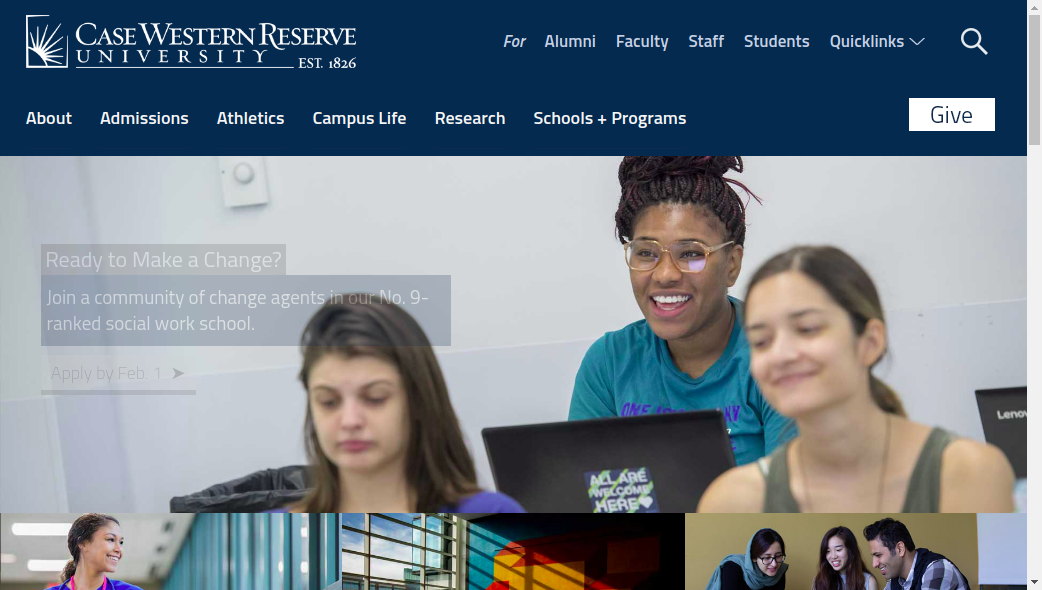 CASE WESTERN RESERVE
UNIVERSITY EST. 1826
For Alumni Faculty Staff Students Quicklinks
About Admissions Athletics Campus Life Research Schools + Programs
Give
Ready to Make a Change?
Join a community of change agents in our No. 9-
ranked social work school.
Apply by Feb. 1
Lenovo
ALL ARE
WELCOME
HERE